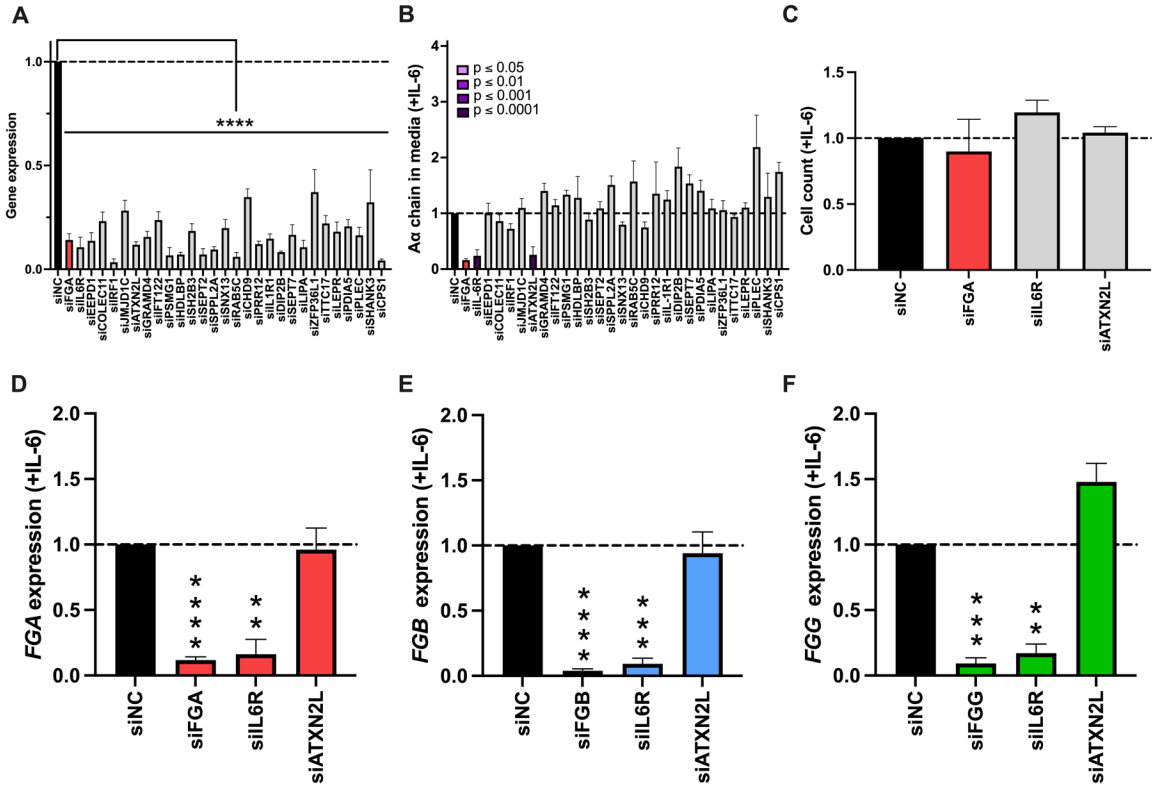 A
Gene expression
1.0
0.5
0.0
****
siNC
siFGA
siIL6R
siEEPD1
siCOLEC11
siIRF1
siJMJD1C
siATXN2L
siGRAMD4
siIFT122
siPSMG1
siHDLBP
siSH2B3
siSEPT2
siSPPL2A
siSNX13
siRAB5C
siCHD9
siPRR12
siIL1R1
siDIP2B
siSEPT7
siLIPA
siZFP36L1
siTTC17
siLEPR
siPDIA5
siPLEC
siSHANK3
siCPS1
B
Aα chain in media (+IL-6)
4
3
2
1
0
p ≤ 0.05
p ≤ 0.01
p ≤ 0.001
p ≤ 0.0001
siNC
siFGA
siIL6R
siEEPD1
siCOLEC11
siIRF1
siJMJD1C
siATXN2L
siGRAMD4
siIFT122
siPSMG1
siHDLBP
siSH2B3
siSEPT2
siSPPL2A
siSNX13
siRAB5C
siCHD9
siPRR12
siIL-1R1
siDIP2B
siSEPT7
siPDIA5
siLIPA
siZFP36L1
siTTC17
siLEPR
siPLEC
siSHANK3
siCPS1
C
Cell count (+IL-6)
1.5
1.0
0.5
0.0
siNC
siFGA
siIL6R
siATXN2L
D
FGA expression (+IL-6)
2.0
1.5
1.0
0.5
0.0
****
**
siNC
siFGA
siIL6R
siATXN2L
E
FGB expression (+IL-6)
2.0
1.5
1.0
0.5
0.0
****
***
siNC
siFGB
siIL6R
siATXN2L
F
FGG expression (+IL-6)
2.0
1.5
1.0
0.5
0.0
***
**
siNC
siFGG
siIL6R
siATXN2L